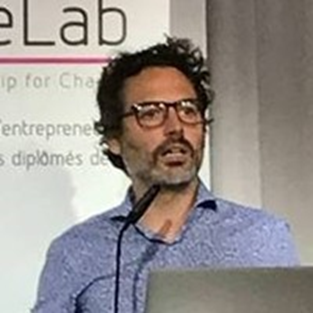 eLab
ip for Cha
'entreprene
s diplômés de